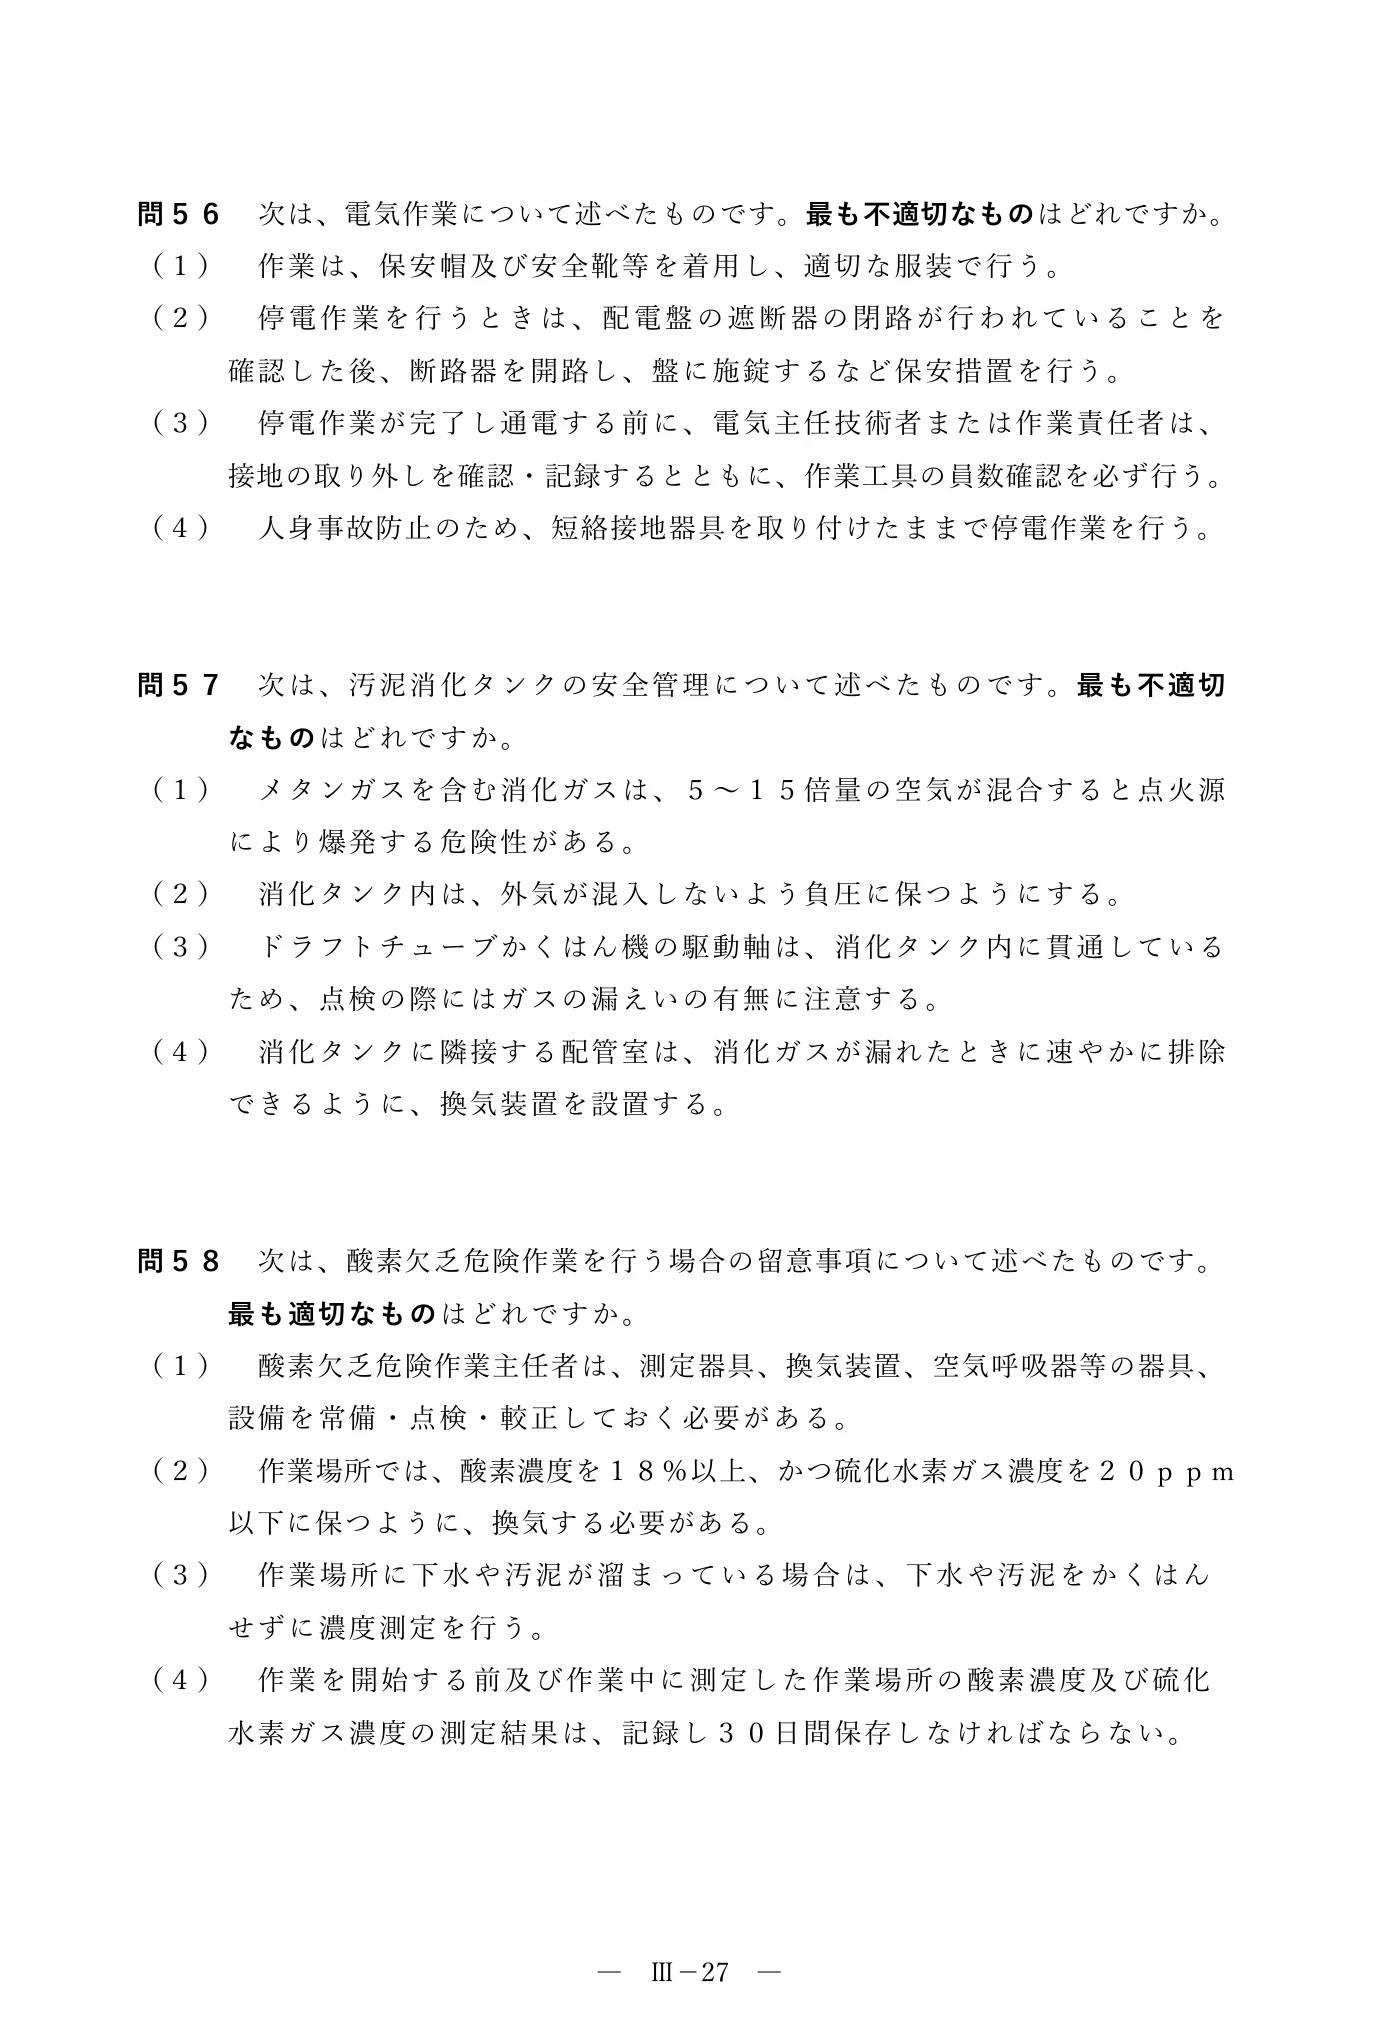 問５６　次は、電気作業について述べたものです。最も不適切なものはどれですか。
（１）　作業は、保安帽及び安全靴等を着用し、適切な服装で行う。
（２）　停電作業を行うときは、配電盤の遮断器の閉路が行われていることを
確認した後、断路器を開路し、盤に施錠するなど保安措置を行う。
（３）　停電作業が完了し通電する前に、電気主任技術者または作業責任者は、
接地の取り外しを確認・記録するとともに、作業工具の員数確認を必ず行う。
（４）　人身事故防止のため、短絡接地器具を取り付けたままで停電作業を行う。
問５７　次は、汚泥消化タンクの安全管理について述べたものです。最も不適切
なものはどれですか。
（１）　メタンガスを含む消化ガスは、５～１５倍量の空気が混合すると点火源
により爆発する危険性がある。
（２）　消化タンク内は、外気が混入しないよう負圧に保つようにする。
（３）　ドラフトチューブかくはん機の駆動軸は、消化タンク内に貫通している
ため、点検の際にはガスの漏えいの有無に注意する。
（４）　消化タンクに隣接する配管室は、消化ガスが漏れたときに速やかに排除
できるように、換気装置を設置する。
問５８　次は、酸素欠乏危険作業を行う場合の留意事項について述べたものです。
最も適切なものはどれですか。
（１）　酸素欠乏危険作業主任者は、測定器具、換気装置、空気呼吸器等の器具、
設備を常備・点検・較正しておく必要がある。
（２）　作業場所では、酸素濃度を１８％以上、かつ硫化水素ガス濃度を２０ｐｐｍ
以下に保つように、換気する必要がある。
（３）　作業場所に下水や汚泥が溜まっている場合は、下水や汚泥をかくはん
せずに濃度測定を行う。
（４）　作業を開始する前及び作業中に測定した作業場所の酸素濃度及び硫化
水素ガス濃度の測定結果は、記録し３０日間保存しなければならない。
―　Ⅲ－27　―